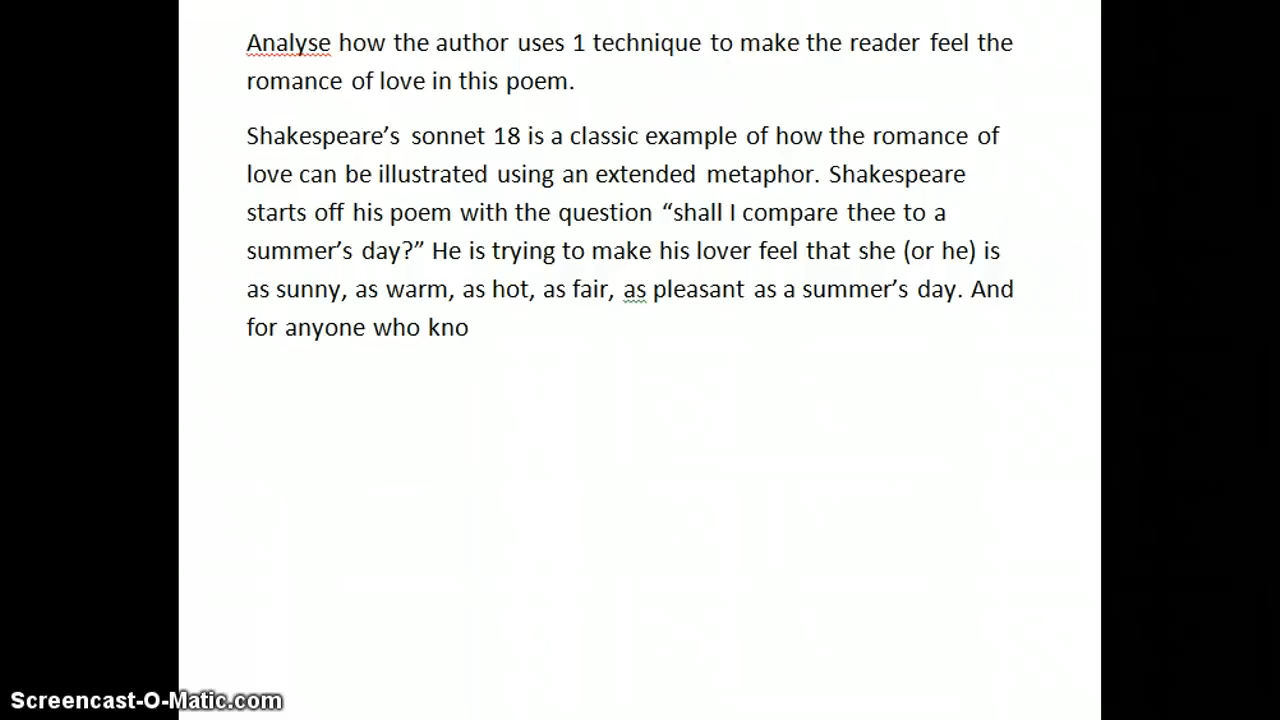 Analyse how the author uses 1 technique to make the reader feel the
romance of love in this poem.
Shakespeare’s sonnet 18 is a classic example of how the romance of
love can be illustrated using an extended metaphor. Shakespeare
starts off his poem with the question “shall I compare thee to a
summer’s day?” He is trying to make his lover feel that she (or he) is
as sunny, as warm, as hot, as fair, as pleasant as a summer’s day. And
for anyone who kno
Screencast-O-Matic.com